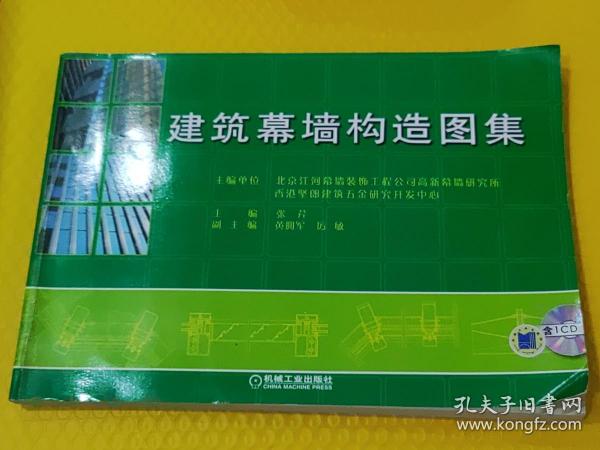 建筑幕墙构造图集
主编单位 北京江河幕墙装饰工程公司高新幕墙研究所
香港坚朗建筑五金研究开发中心
主 编 张芹
副主编 黄拥军 厉敏
含1CD
机械工业出版社
CHINA MACHINE PRESS
孔夫子旧书网
www.kongfz.com